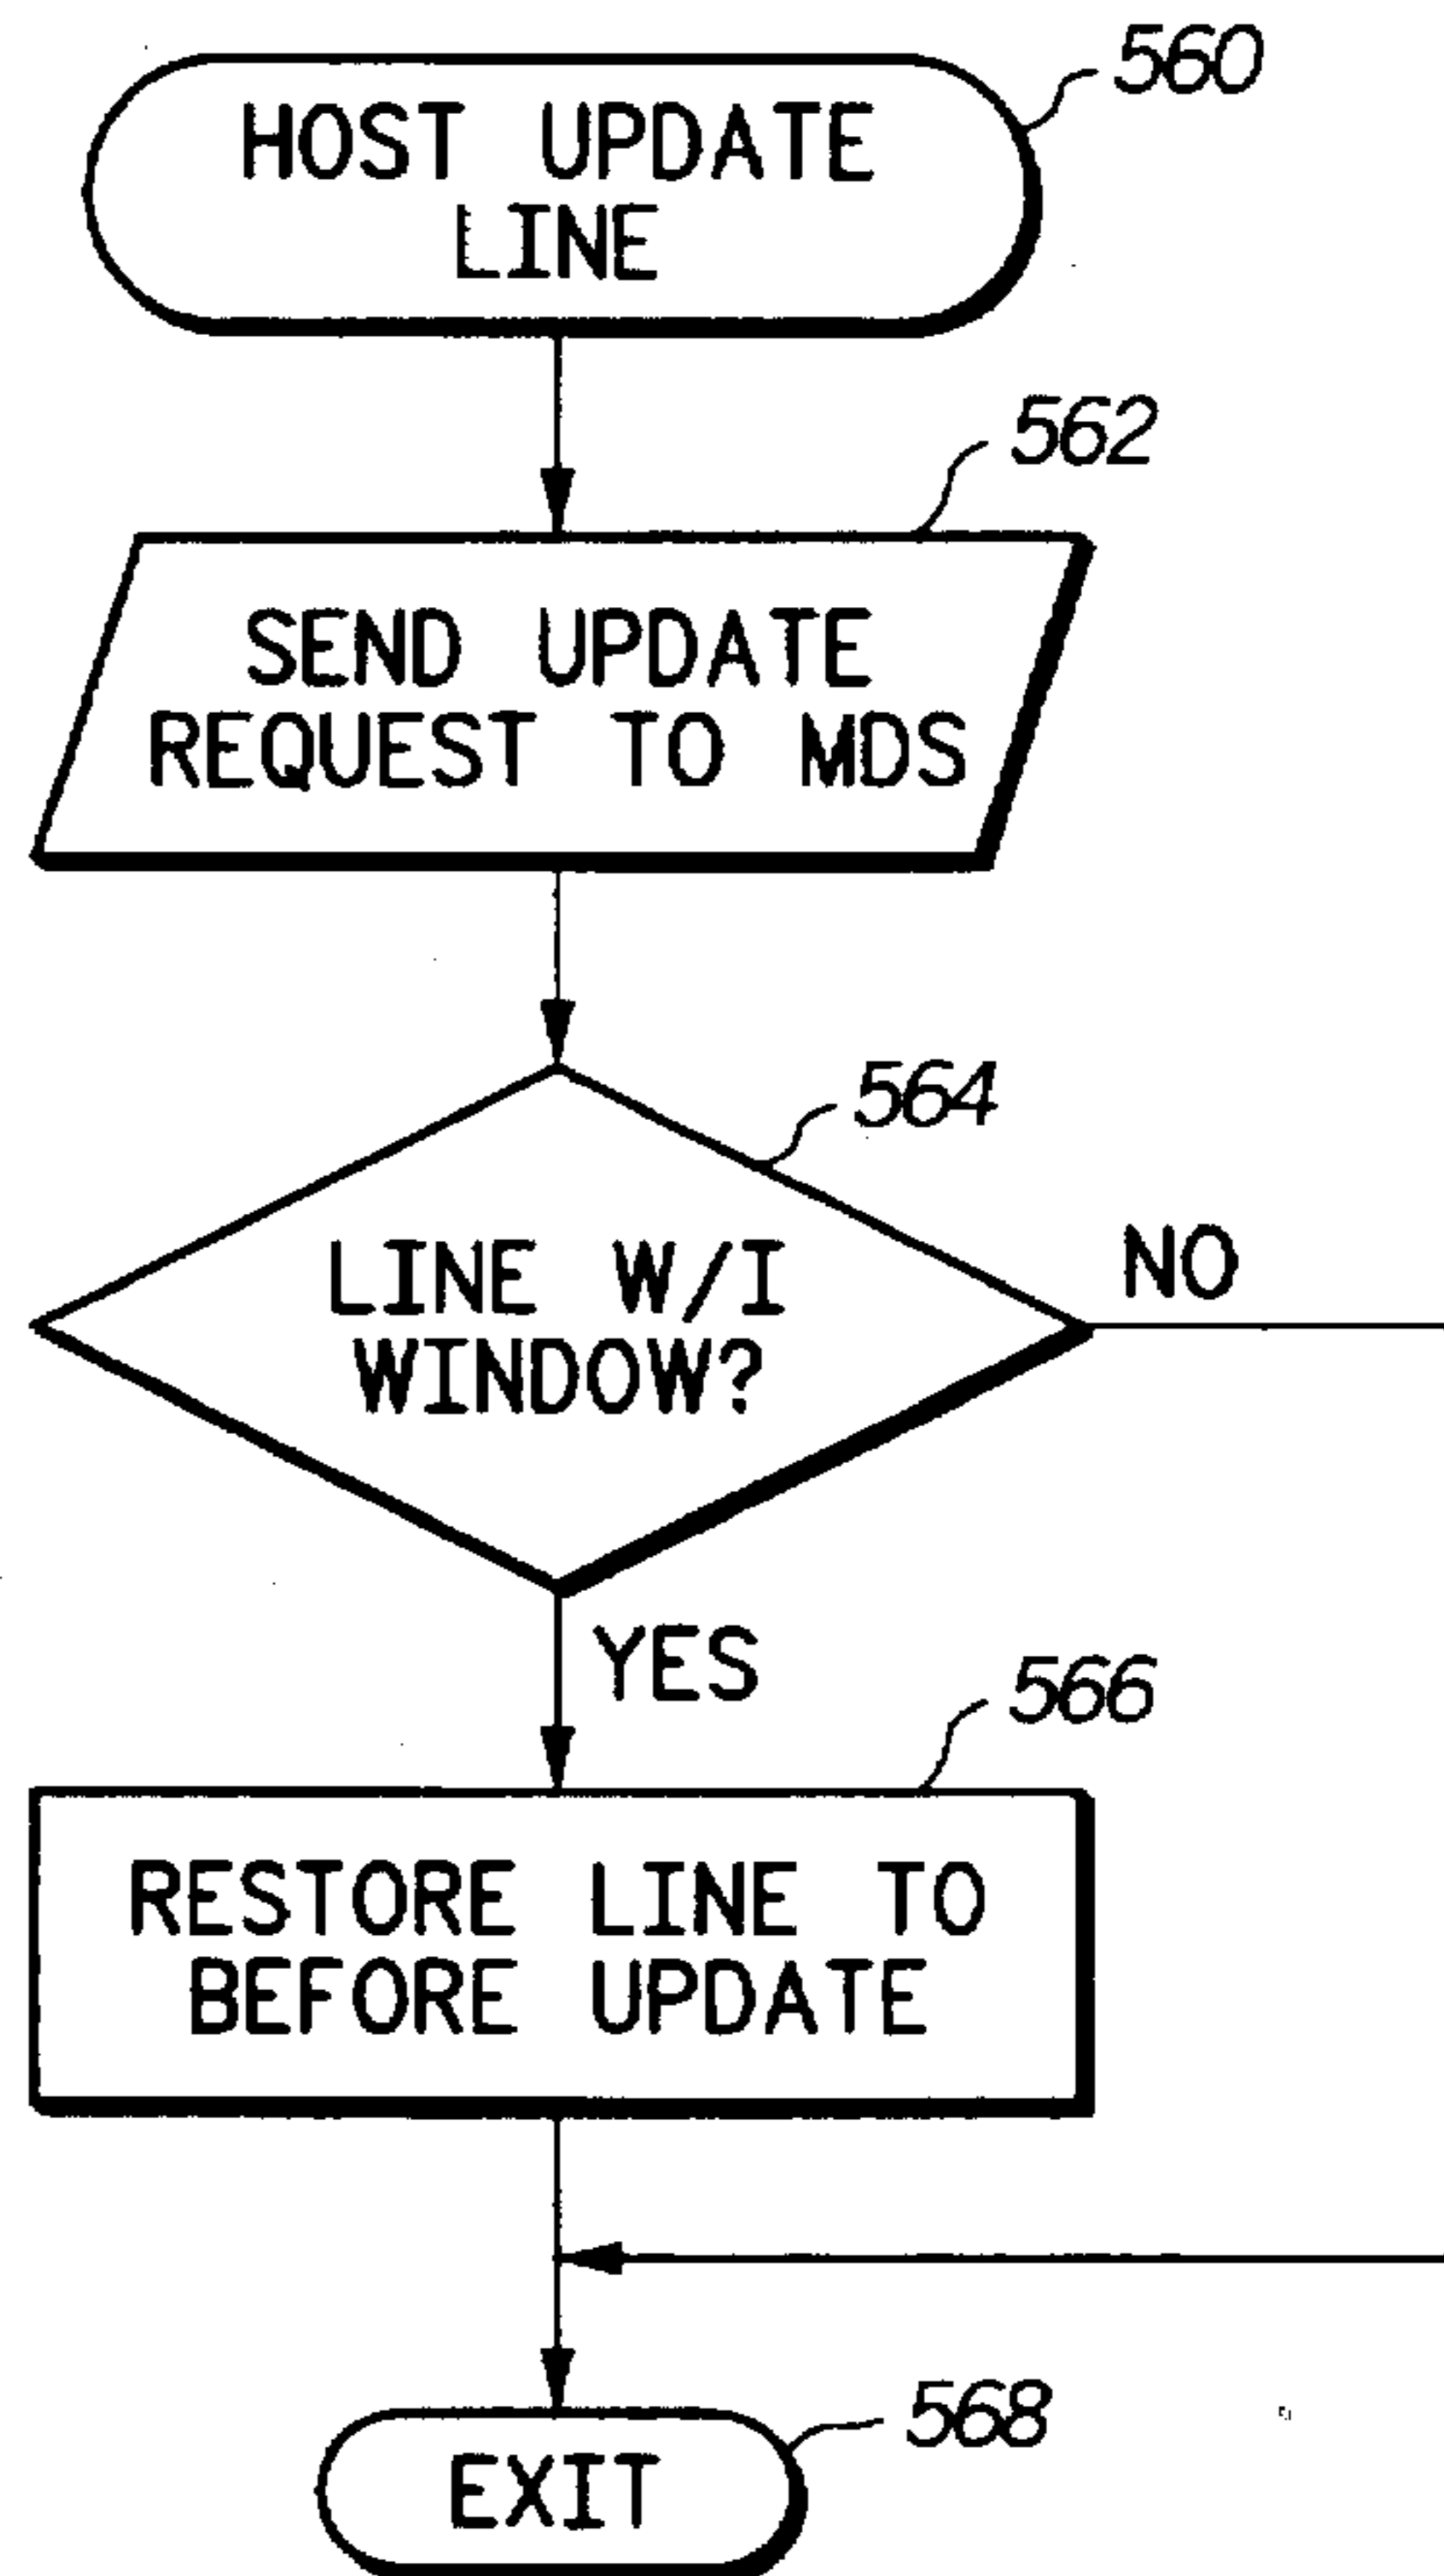 560
HOST UPDATE
LINE
562
SEND UPDATE
REQUEST TO MDS
564
LINE W/I
WINDOW?
NO
YES
566
RESTORE LINE TO
BEFORE UPDATE
568
EXIT